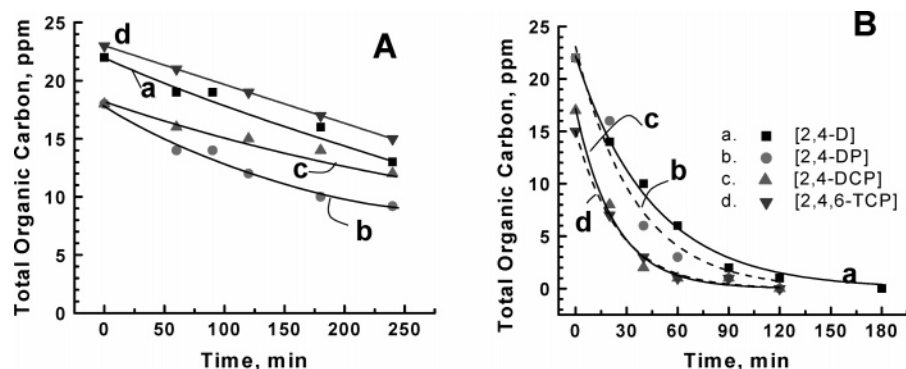 A
Total Organic Carbon, ppm
25
20
15
10
5
0
0 50 100 150 200 250
Time, min
d
a
c
b
B
Total Organic Carbon, ppm
25
20
15
10
5
0
0 30 60 90 120 150 180
Time, min
c
b
d
a
a. [2,4-D]
b. [2,4-DP]
c. [2,4-DCP]
d. [2,4,6-TCP]